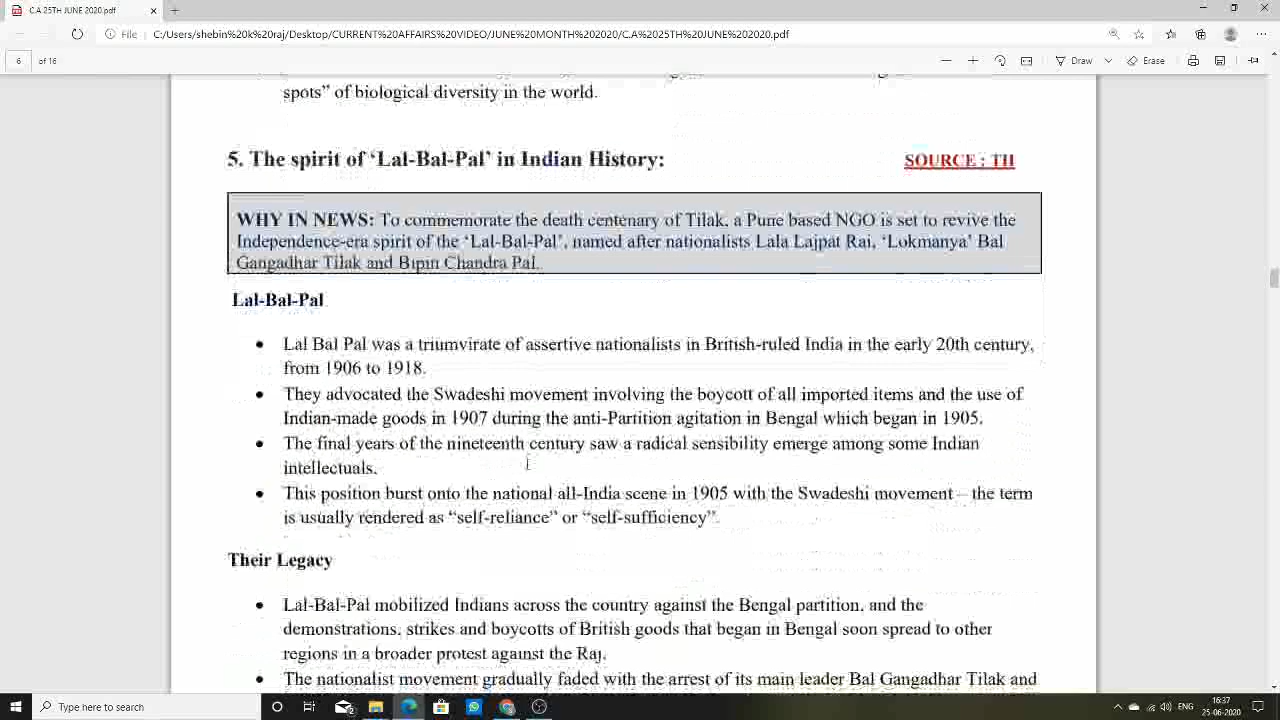 C.A 25TH JUNE 2020.pdf
File
C:/Users/shebin%20k%20raj/Desktop/CURRENT%20AFFAIRS%20VIDEO/JUNE%20MONTH%202020/C.A%2025TH%20JUNE%202020.pdf
6 of 16
Draw
Erase
spots” of biological diversity in the world.
5. The spirit of ‘Lal-Bal-Pal’ in Indian History:
SOURCE : TH
WHY IN NEWS: To commemorate the death centenary of Tilak, a Pune based NGO is set to revive the
Independence-era spirit of the ‘Lal-Bal-Pal’, named after nationalists Lala Lajpat Rai, ‘Lokmanya’ Bal
Gangadhar Tilak and Bipin Chandra Pal.
Lal-Bal-Pal
Lal Bal Pal was a triumvirate of assertive nationalists in British-ruled India in the early 20th century,
from 1906 to 1918.
They advocated the Swadeshi movement involving the boycott of all imported items and the use of
Indian-made goods in 1907 during the anti-Partition agitation in Bengal which began in 1905.
The final years of the nineteenth century saw a radical sensibility emerge among some Indian
intellectuals.
This position burst onto the national all-India scene in 1905 with the Swadeshi movement – the term
is usually rendered as “self-reliance” or “self-sufficiency”.
Their Legacy
Lal-Bal-Pal mobilized Indians across the country against the Bengal partition, and the
demonstrations, strikes and boycotts of British goods that began in Bengal soon spread to other
regions in a broader protest against the Raj.
The nationalist movement gradually faded with the arrest of its main leader Bal Gangadhar Tilak and
Type here to search
16:37
25-06-2020